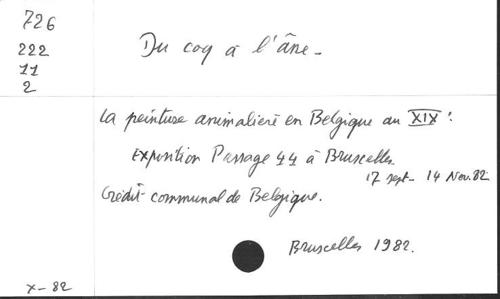 726
222
11
2
Du coq à l'âne -
La peinture animalière en Belgique au XIXe :
Exposition Passage 44 à Bruxelles.
17 sept - 14 Nov. 82
Crédit communal de Belgique.
Bruxelles 1982.
x - 82